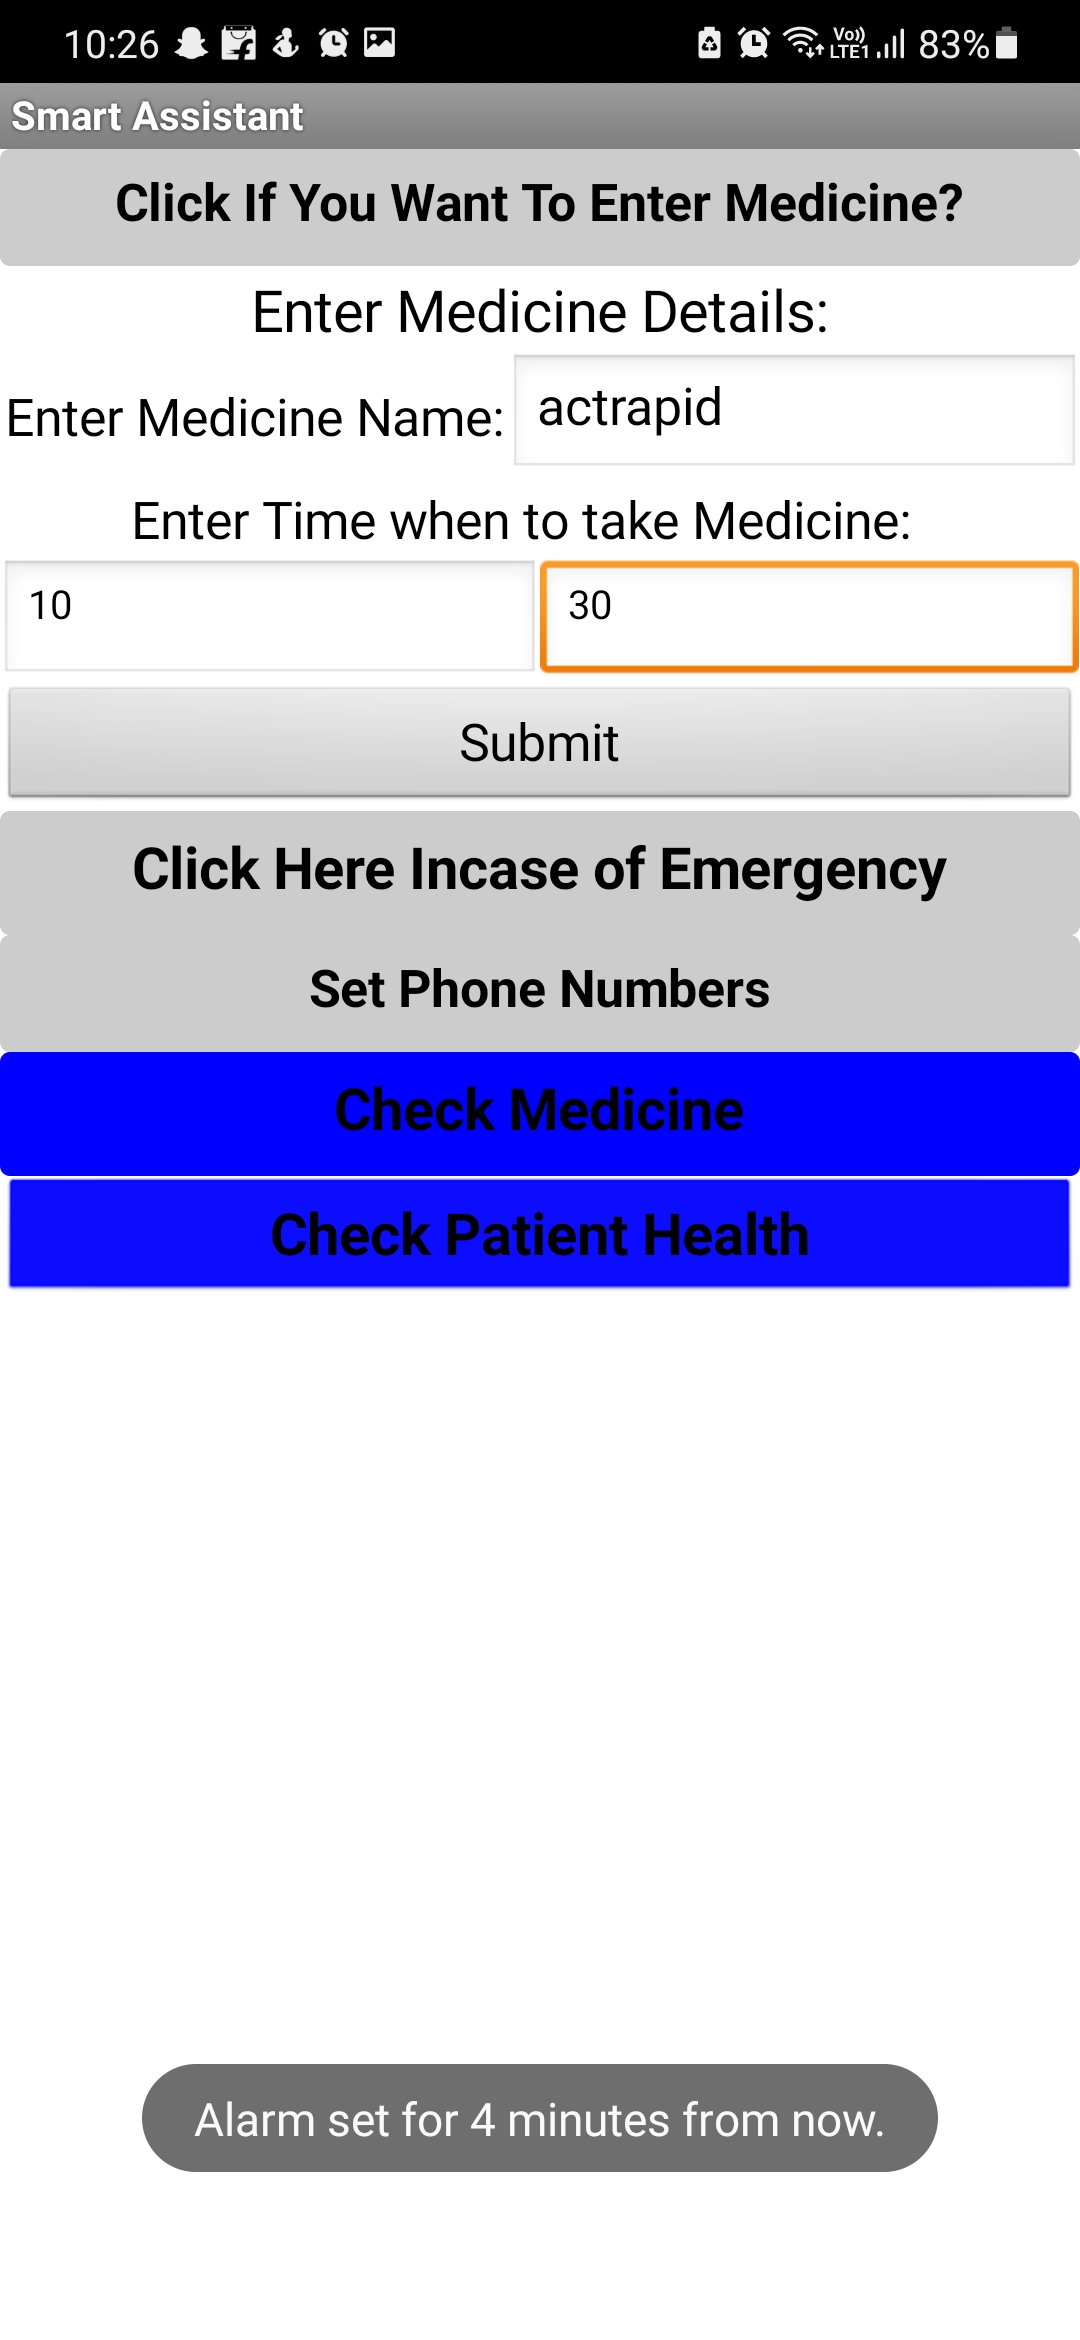 10:26 Vo)) LTE1 83%
Smart Assistant
Click If You Want To Enter Medicine?
Enter Medicine Details:
Enter Medicine Name: actrapid
Enter Time when to take Medicine:
10 30
Submit
Click Here Incase of Emergency
Set Phone Numbers
Check Medicine
Check Patient Health
Alarm set for 4 minutes from now.